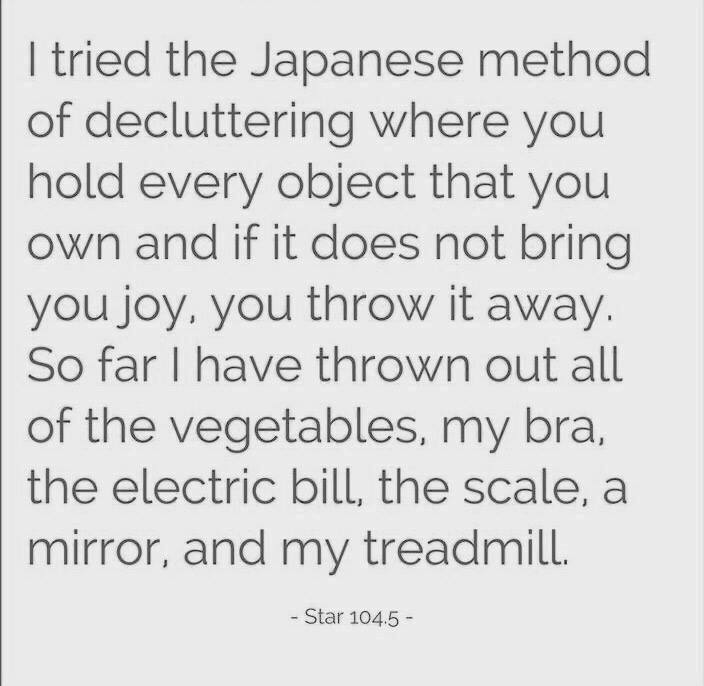 I tried the Japanese method
of decluttering where you
hold every object that you
own and if it does not bring
you joy, you throw it away.
So far I have thrown out all
of the vegetables, my bra,
the electric bill, the scale, a
mirror, and my treadmill.
- Star 104.5 -